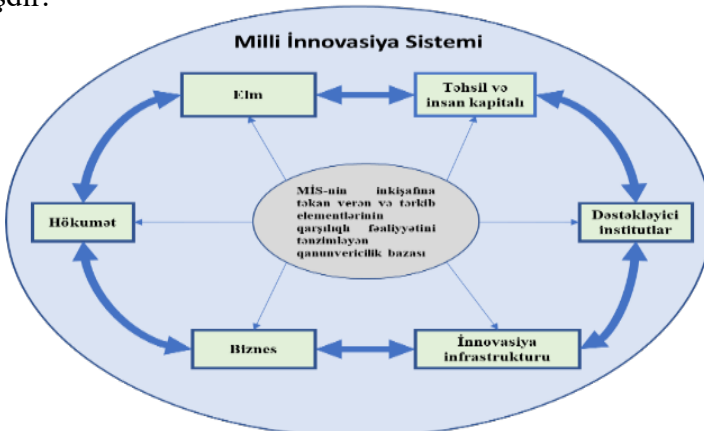 şdir.
Milli İnnovasiya Sistemi
Elm
Təhsil və
insan kapitalı
MİS-nin inkişafına
təkan verən və tərkib
elementlərinin
qarşılıqlı fəaliyyətini
tənzimləyən
qanunvericilik bazası
Hökumət
Dəstəkləyici
institutlar
Biznes
İnnovasiya
infrastrukturu